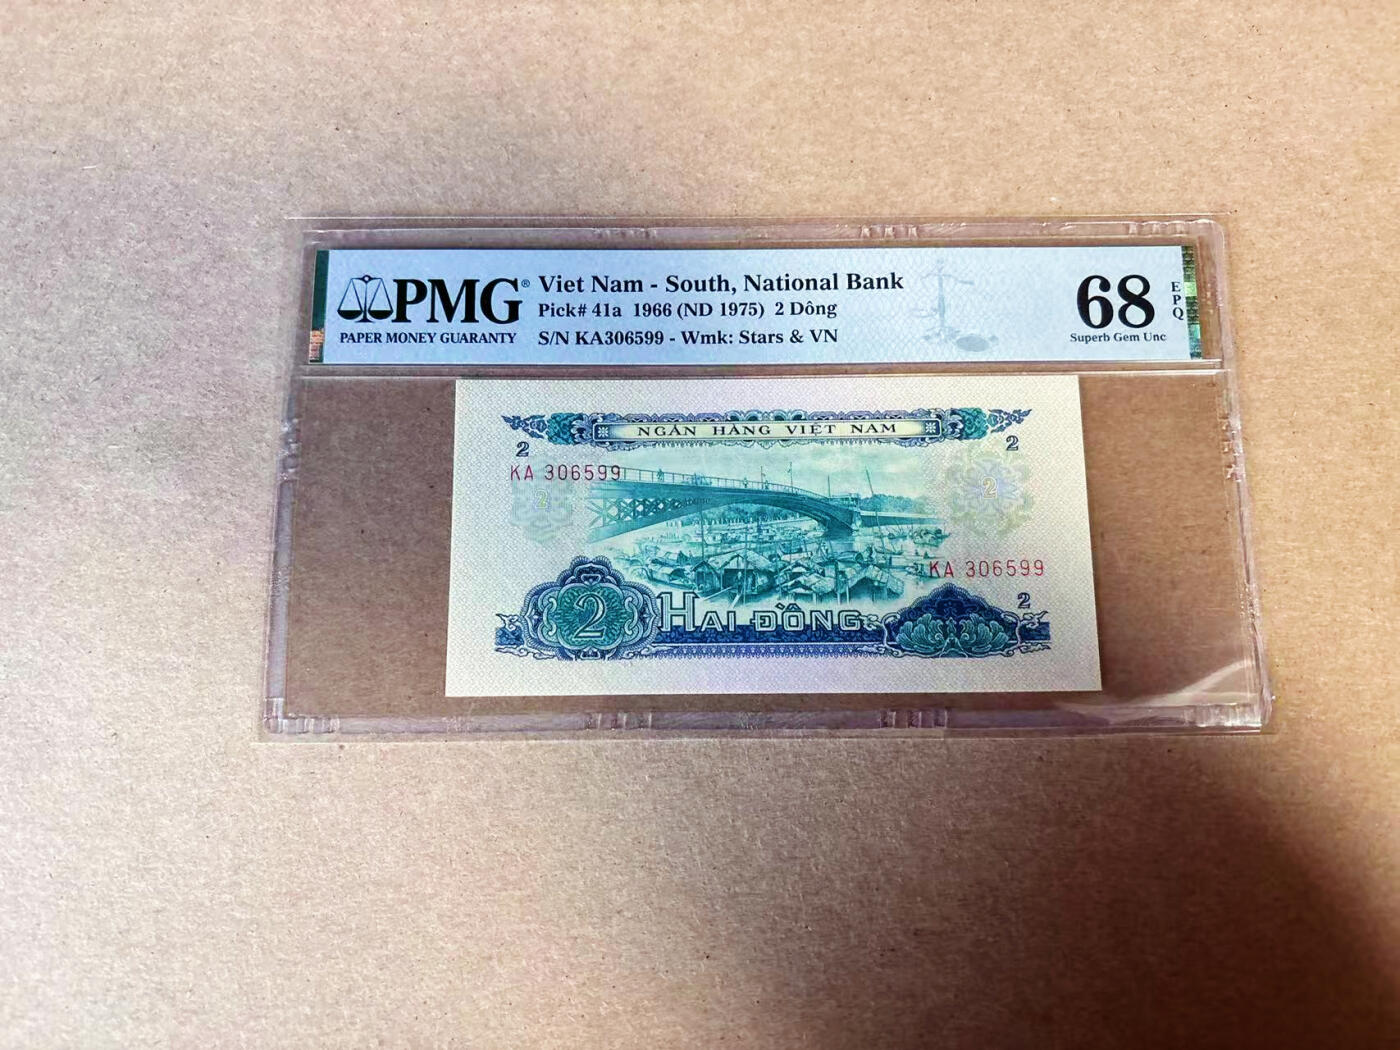 PMG®
PAPER MONEY GUARANTY
Viet Nam - South, National Bank
Pick# 41a 1966 (ND 1975) 2 Dông
S/N KA306599 - Wmk: Stars & VN
68
EPQ
Superb Gem Unc
NGÂN HÀNG VIỆT NAM
2
2
KA 306599
2
2
KA 306599
2
2
HAI ĐỒNG